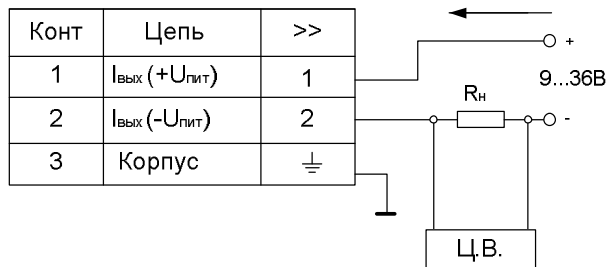 Конт Цепь >>
1 Iвых (+Uпит) 1
2 Iвых (-Uпит) 2
3 Корпус
+
9...36В
Rн
-
Ц.В.